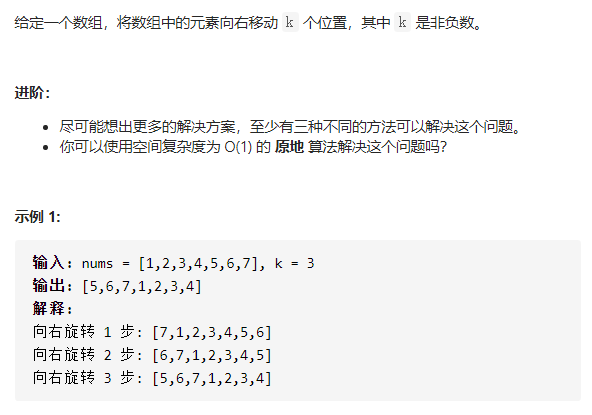 给定一个数组，将数组中的元素向右移动 k 个位置，其中 k 是非负数。
进阶：
• 尽可能想出更多的解决方案，至少有三种不同的方法可以解决这个问题。
• 你可以使用空间复杂度为 O(1) 的 原地 算法解决这个问题吗？
示例 1:
输入: nums = [1,2,3,4,5,6,7], k = 3
输出: [5,6,7,1,2,3,4]
解释:
向右旋转 1 步: [7,1,2,3,4,5,6]
向右旋转 2 步: [6,7,1,2,3,4,5]
向右旋转 3 步: [5,6,7,1,2,3,4]